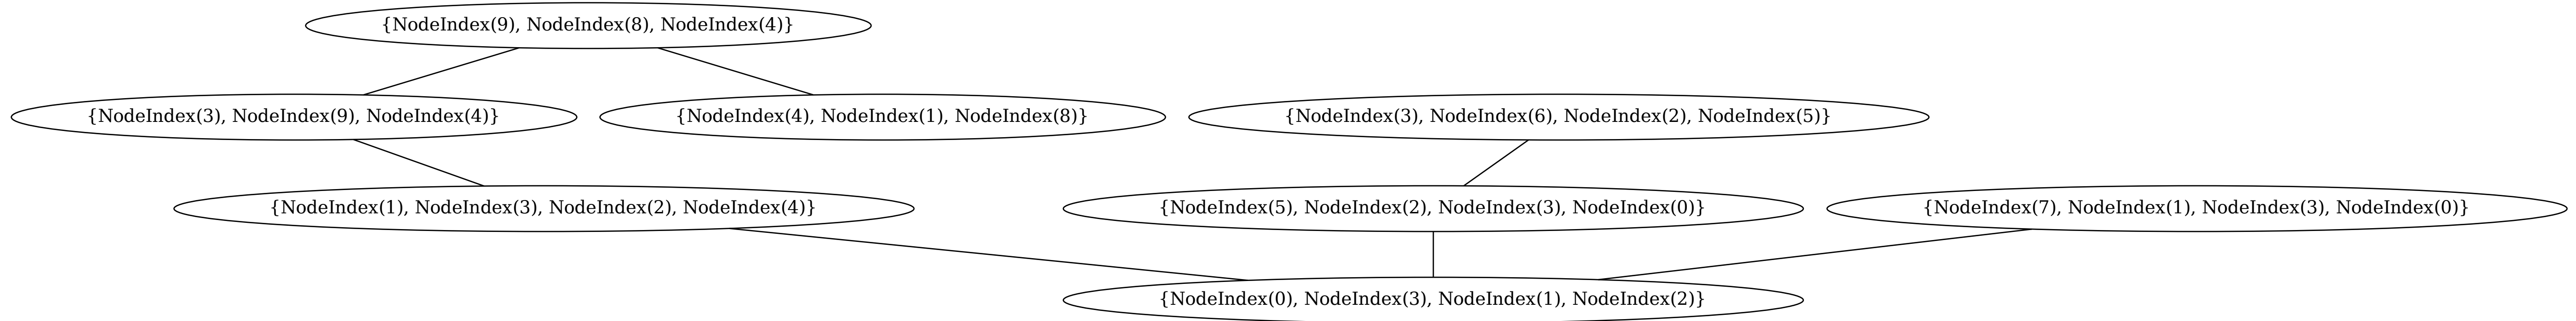 {NodeIndex(9), NodeIndex(8), NodeIndex(4)}
{NodeIndex(3), NodeIndex(9), NodeIndex(4)}
{NodeIndex(4), NodeIndex(1), NodeIndex(8)}
{NodeIndex(3), NodeIndex(6), NodeIndex(2), NodeIndex(5)}
{NodeIndex(1), NodeIndex(3), NodeIndex(2), NodeIndex(4)}
{NodeIndex(5), NodeIndex(2), NodeIndex(3), NodeIndex(0)}
{NodeIndex(7), NodeIndex(1), NodeIndex(3), NodeIndex(0)}
{NodeIndex(0), NodeIndex(3), NodeIndex(1), NodeIndex(2)}